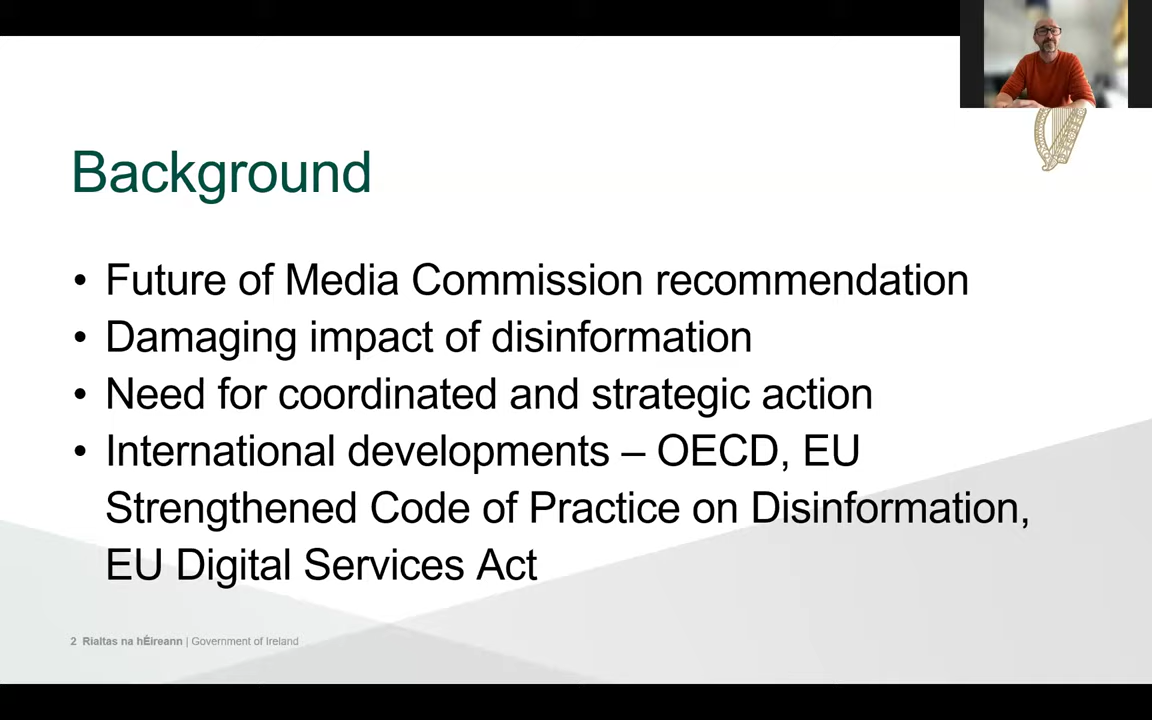 Background
• Future of Media Commission recommendation
• Damaging impact of disinformation
• Need for coordinated and strategic action
• International developments – OECD, EU
Strengthened Code of Practice on Disinformation,
EU Digital Services Act
2 Rialtas na hÉireann | Government of Ireland